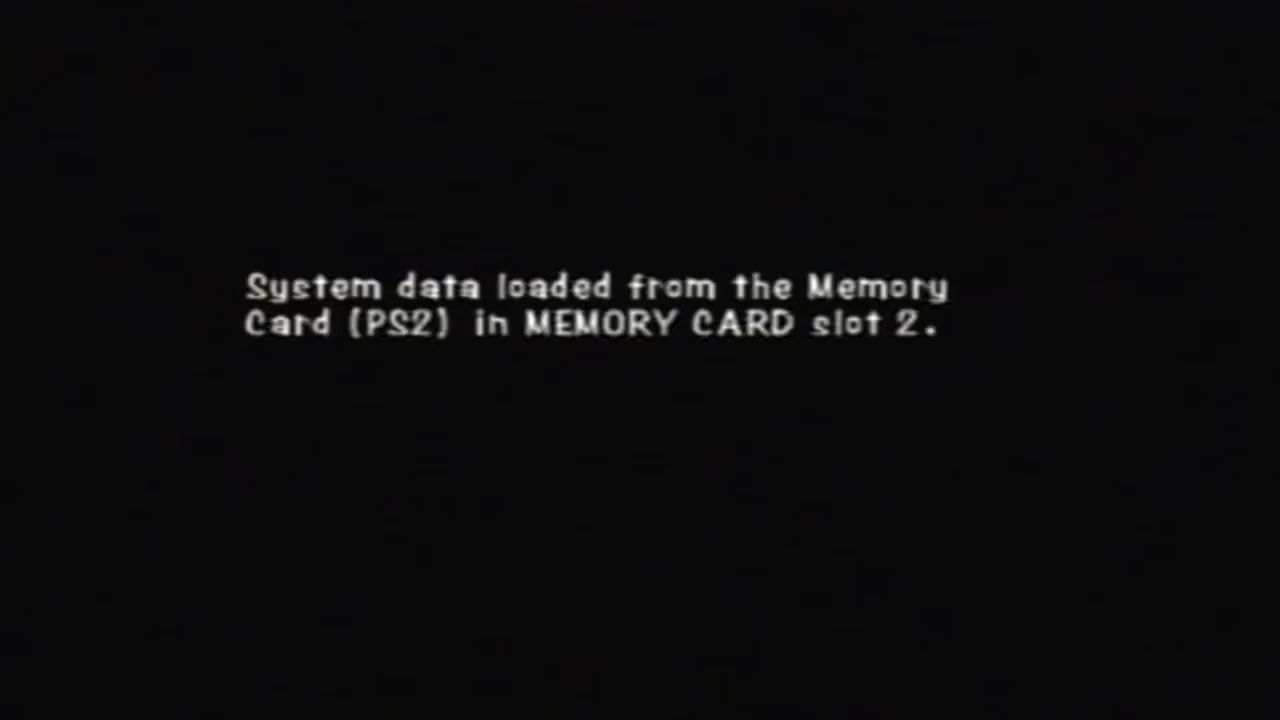 System data loaded from the Memory
Card (PS2) in MEMORY CARD slot 2.